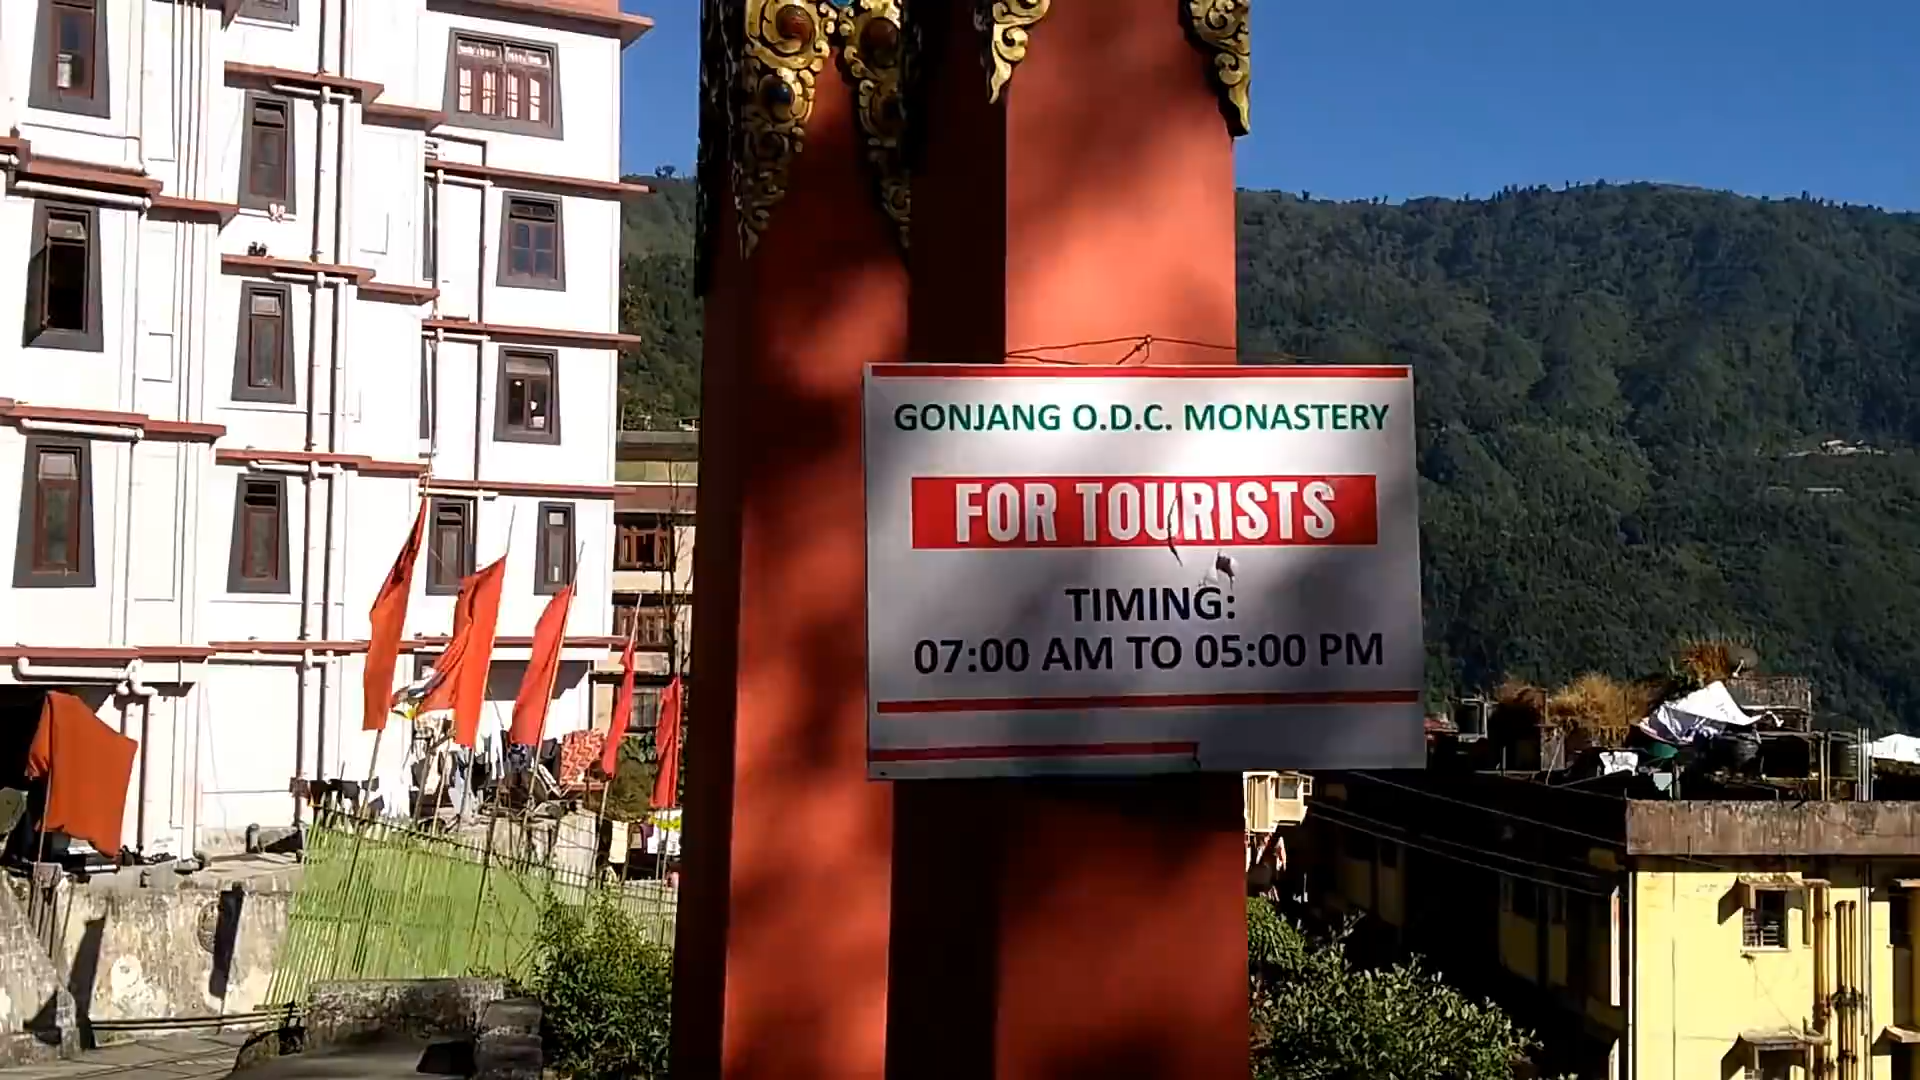 GONJANG O.D.C. MONASTERY
FOR TOURISTS
TIMING:
07:00 AM TO 05:00 PM